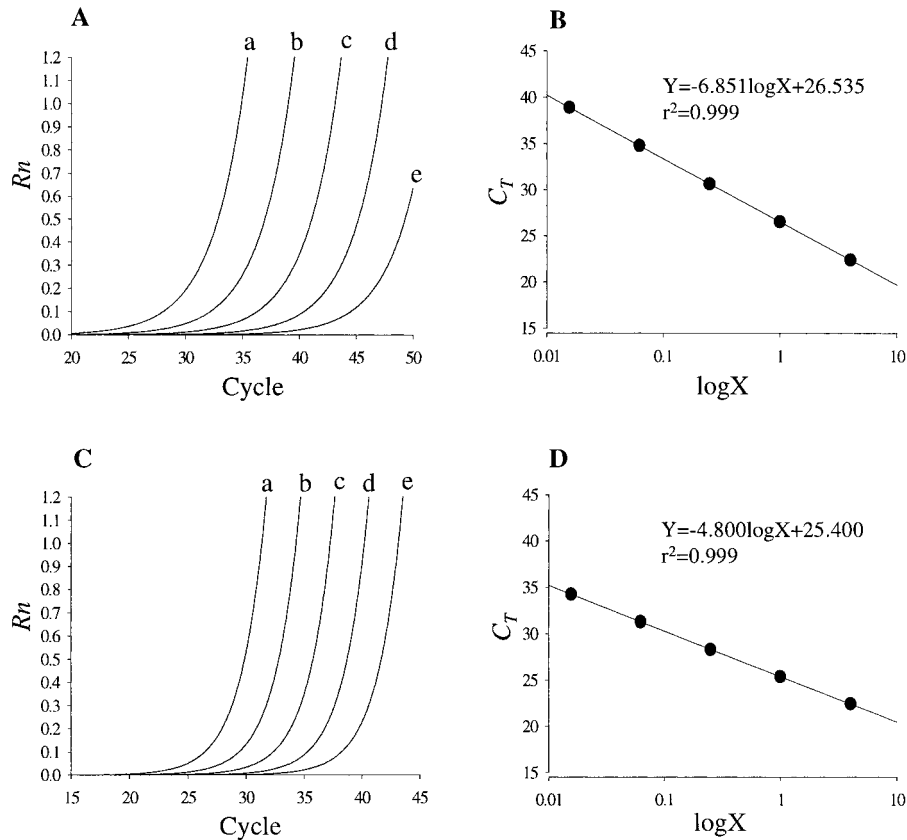 A
a b c d
e
1.2
1.1
1.0
0.9
0.8
0.7
0.6
0.5
0.4
0.3
0.2
0.1
0.0
Rn
20 25 30 35 40 45 50
Cycle
B
45
40
35
30
25
20
15
C_T
Y=-6.851logX+26.535
r²=0.999
0.01 0.1 1 10
logX
C
a b c d e
1.2
1.1
1.0
0.9
0.8
0.7
0.6
0.5
0.4
0.3
0.2
0.1
0.0
Rn
15 20 25 30 35 40 45
Cycle
D
45
40
35
30
25
20
15
C_T
Y=-4.800logX+25.400
r²=0.999
0.01 0.1 1 10
logX